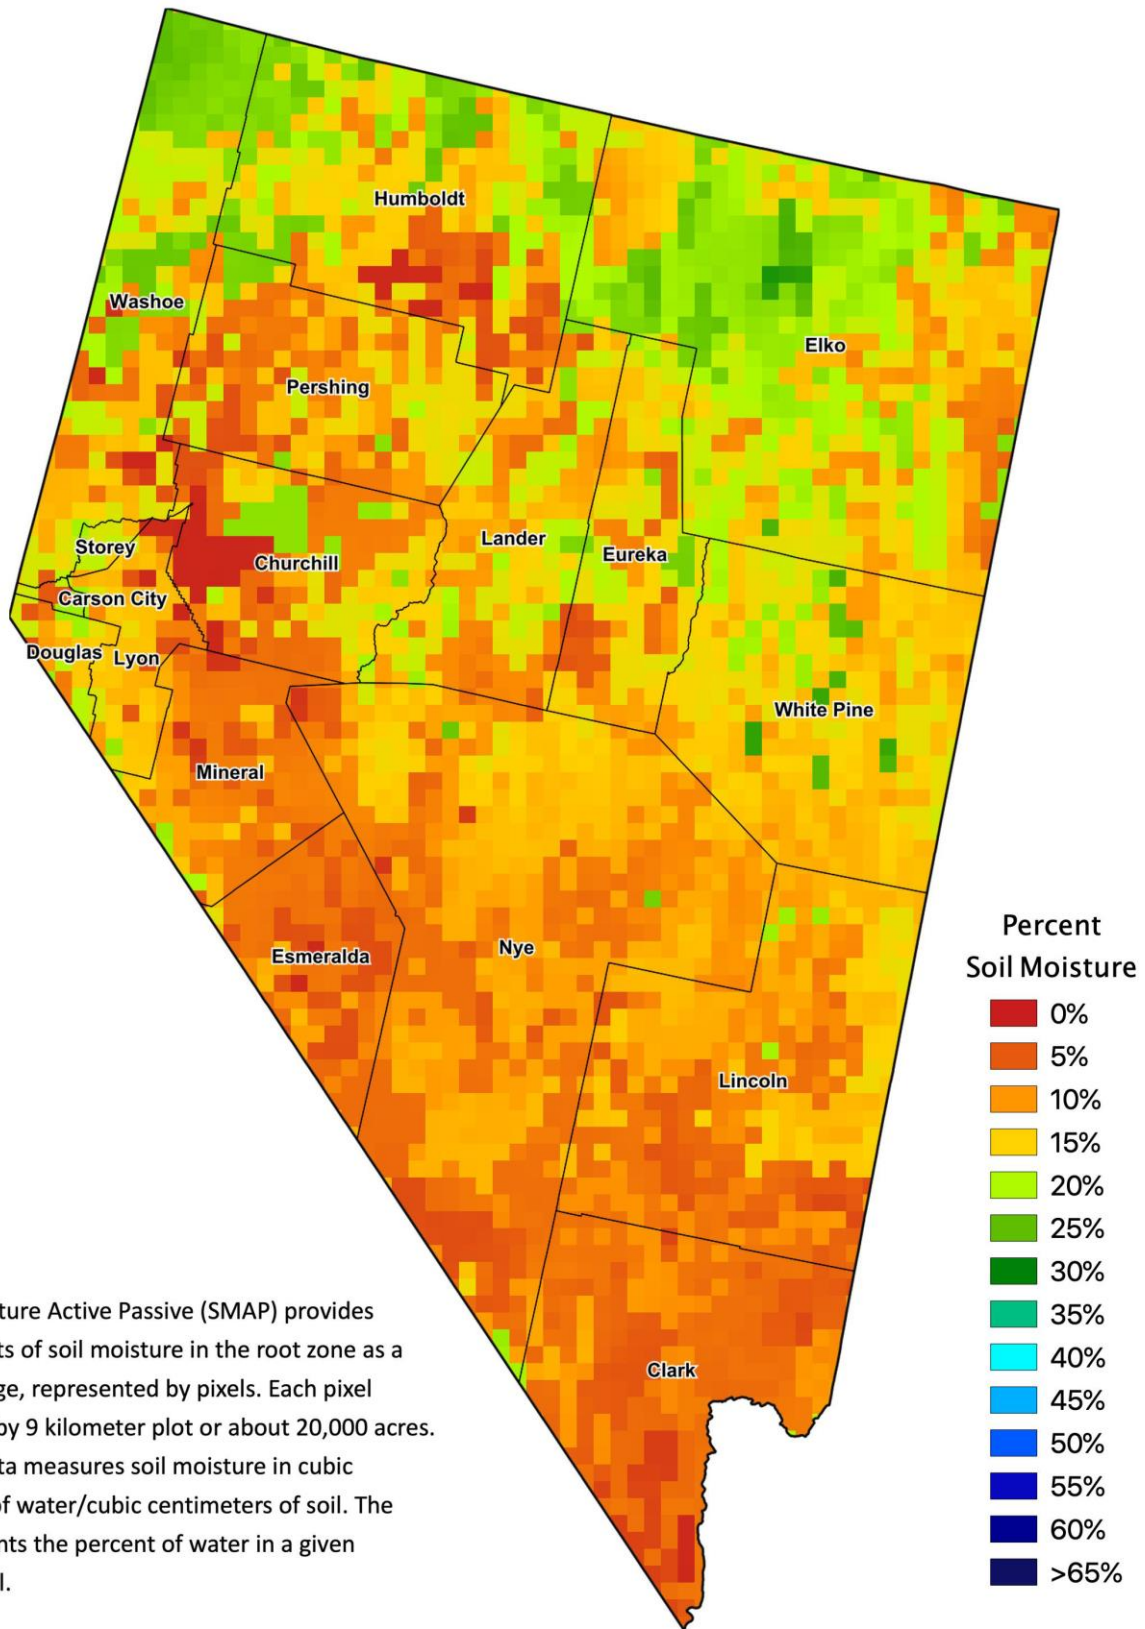 Humboldt
Washoe
Elko
Pershing
Lander
Storey
Churchill
Eureka
Carson City
Douglas
Lyon
White Pine
Mineral
Percent
Soil Moisture
Nye
Esmeralda
0%
5%
Lincoln
10%
15%
20%
25%
30%
35%
40%
45%
50%
55%
60%
>65%
Clark
ture Active Passive (SMAP) provides
ts of soil moisture in the root zone as a
ge, represented by pixels. Each pixel
by 9 kilometer plot or about 20,000 acres.
ta measures soil moisture in cubic
of water/cubic centimeters of soil. The
nts the percent of water in a given
l.